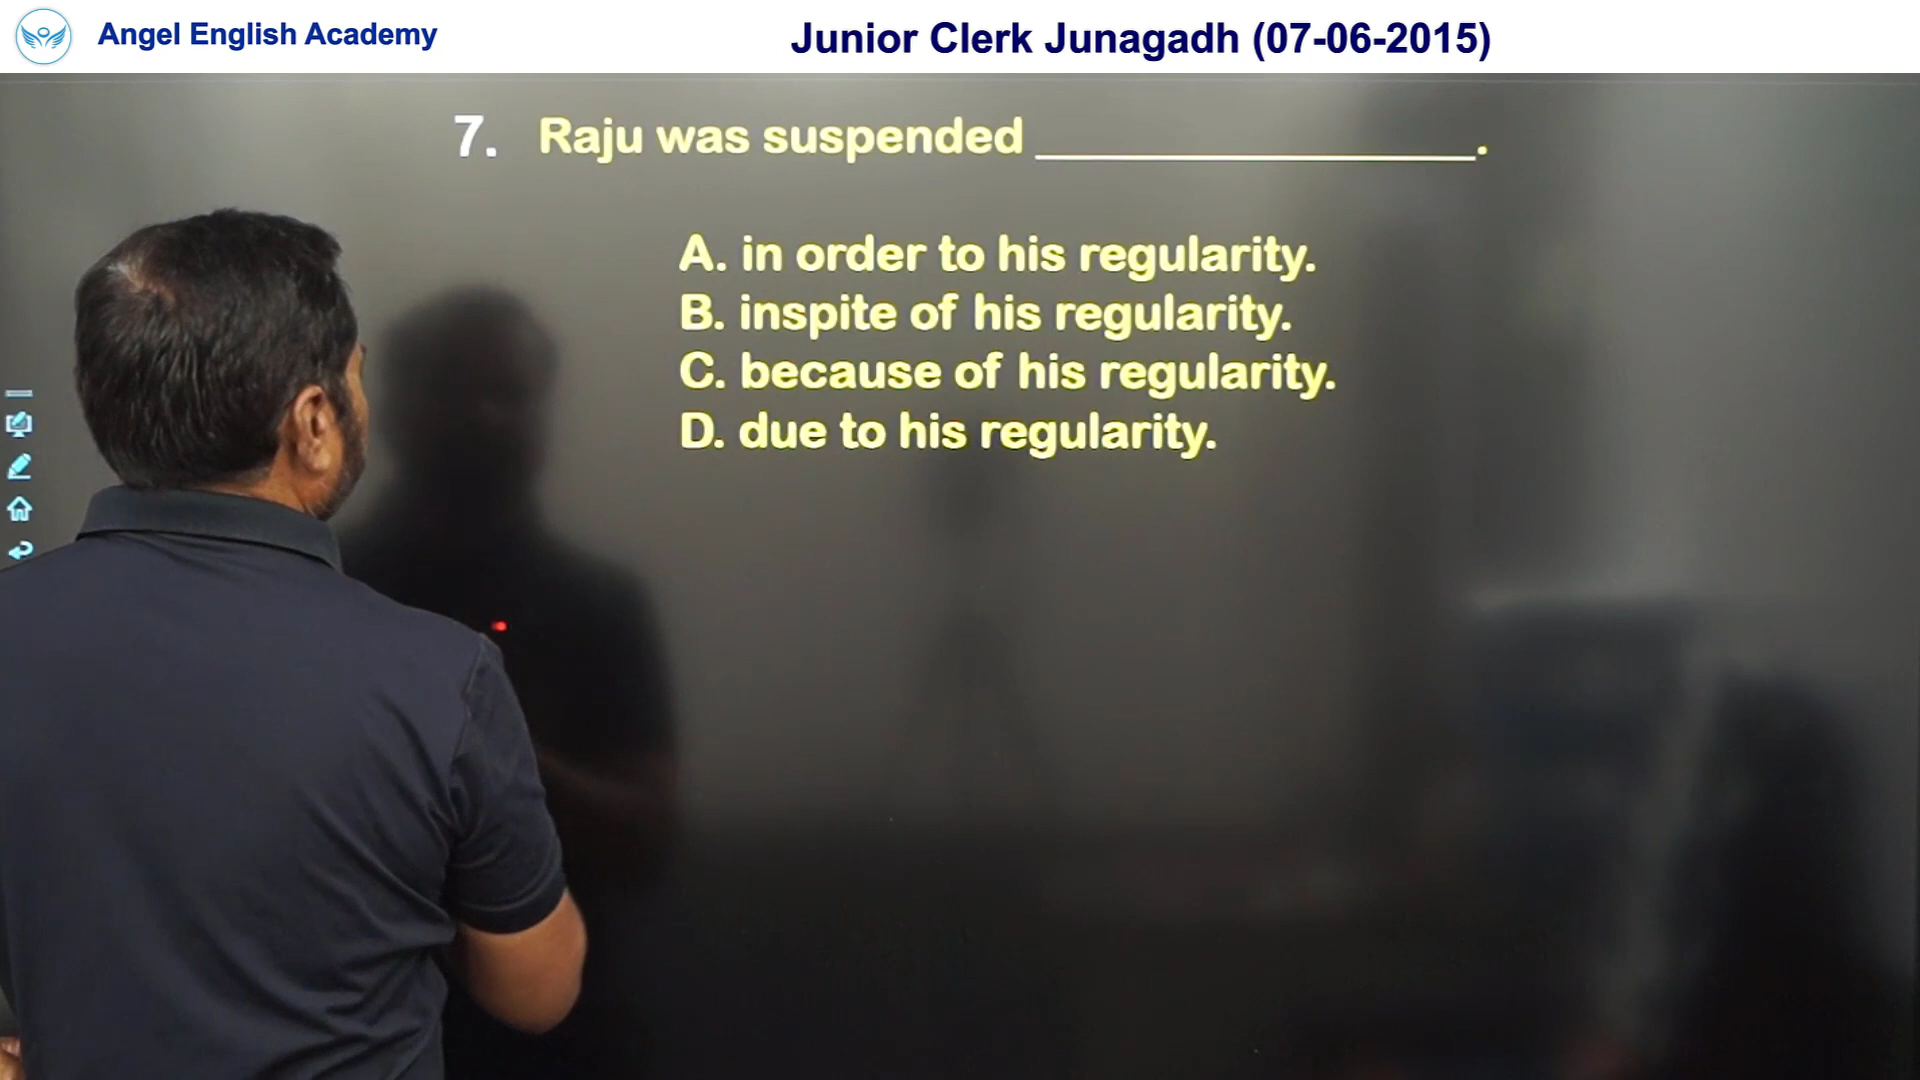 Angel English Academy
Junior Clerk Junagadh (07-06-2015)
7. Raju was suspended ____________________.
A. in order to his regularity.
B. inspite of his regularity.
C. because of his regularity.
D. due to his regularity.